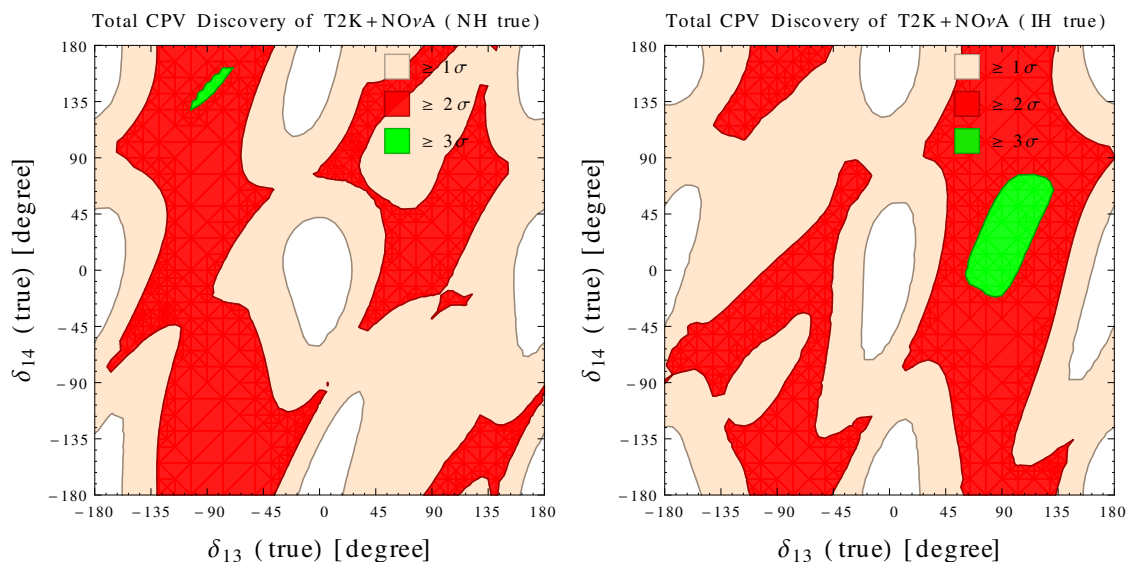 Total CPV Discovery of T2K+NOνA ( NH true)
180
135
90
45
0
−45
−90
−135
−180
−180 −135 −90 −45 0 45 90 135 180
δ14 (true) [degree]
δ13 (true) [degree]
≥ 1σ
≥ 2σ
≥ 3σ
Total CPV Discovery of T2K+NOνA ( IH true)
180
135
90
45
0
−45
−90
−135
−180
−180 −135 −90 −45 0 45 90 135 180
δ14 (true) [degree]
δ13 (true) [degree]
≥ 1σ
≥ 2σ
≥ 3σ